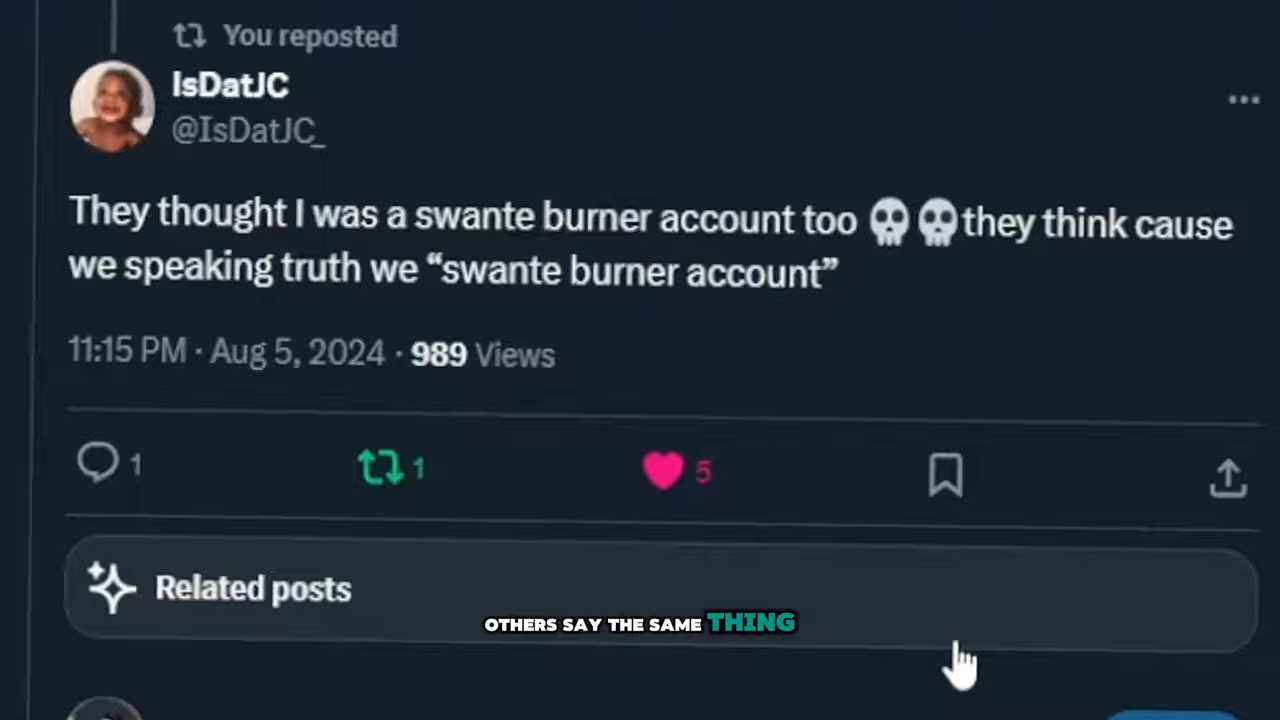 You reposted
IsDatJC
@IsDatJC_
They thought I was a swante burner account too 💀💀they think cause
we speaking truth we “swante burner account”
11:15 PM · Aug 5, 2024 · 989 Views
1
1
5
Related posts
OTHERS SAY THE SAME THING